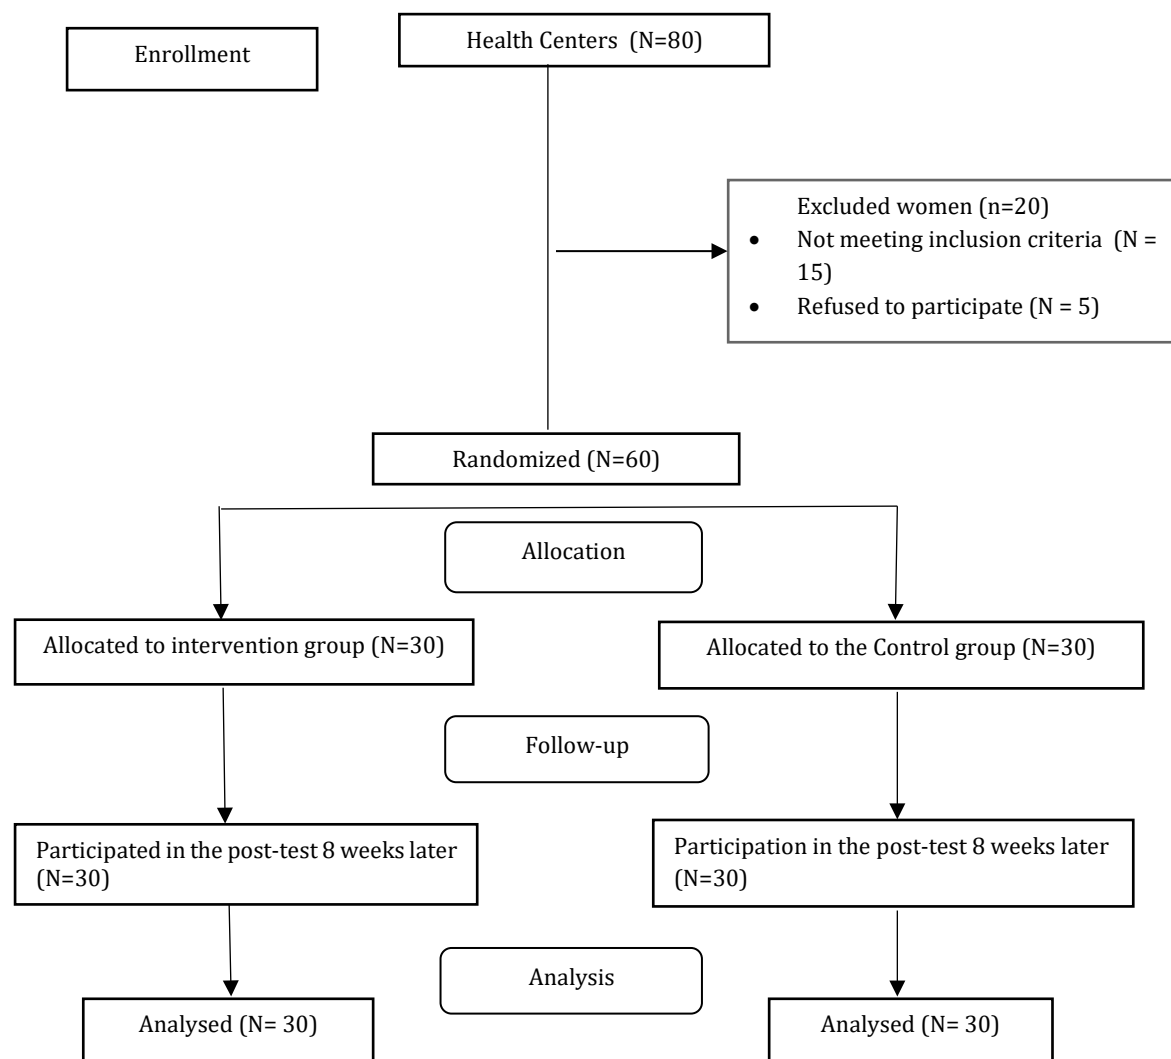 Enrollment
Health Centers (N=80)
Excluded women (n=20)
• Not meeting inclusion criteria (N =
15)
• Refused to participate (N = 5)
Randomized (N=60)
Allocation
Allocated to intervention group (N=30)
Allocated to the Control group (N=30)
Follow-up
Participated in the post-test 8 weeks later
(N=30)
Participation in the post-test 8 weeks later
(N=30)
Analysis
Analysed (N= 30)
Analysed (N= 30)